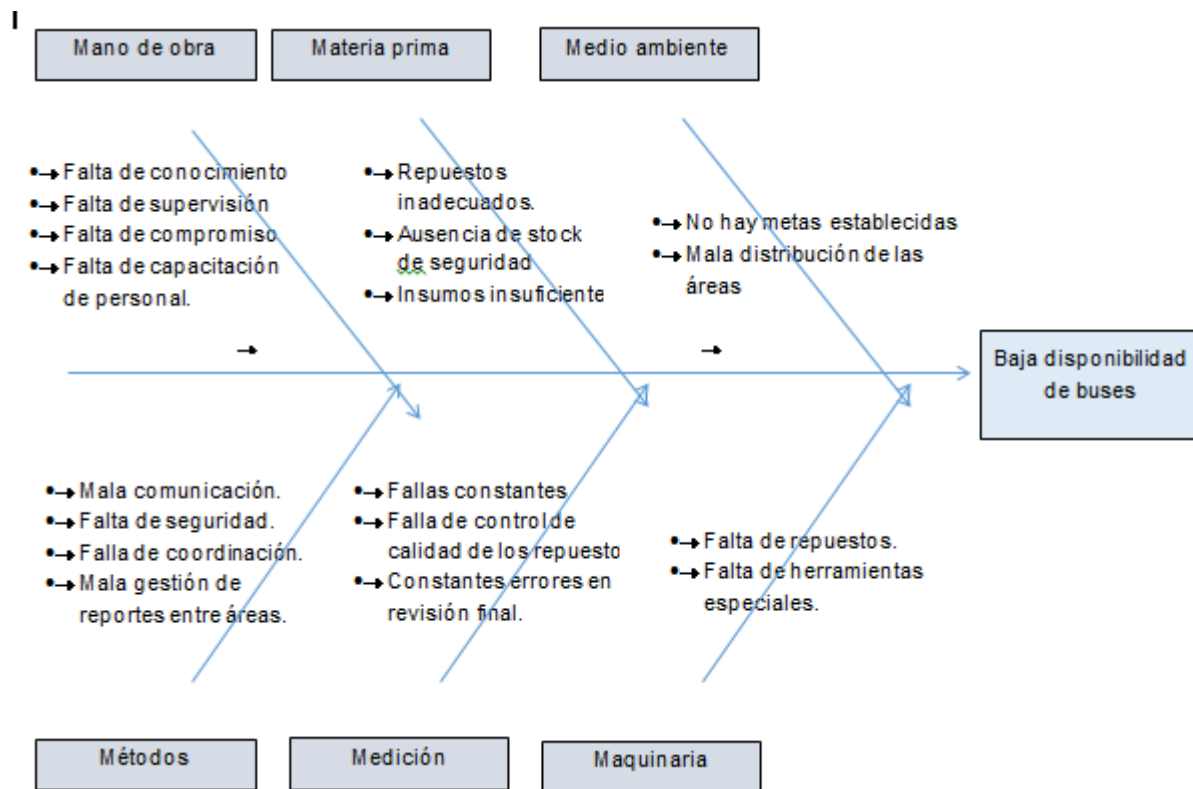 I
Mano de obra
Materia prima
Medio ambiente
•→ Falta de conocimiento
•→ Falta de supervisión
•→ Falta de compromiso
•→ Falta de capacitación
de personal.
•→ Repuestos
inadecuados.
•→ Ausencia de stock
de seguridad
•→ Insumos insuficiente
•→ No hay metas establecidas
•→ Mala distribución de las
áreas
Baja disponibilidad
de buses
•→ Mala comunicación.
•→ Falta de seguridad.
•→ Falla de coordinación.
•→ Mala gestión de
reportes entre áreas.
•→ Fallas constantes
•→ Falla de control de
calidad de los repuesto
•→ Constantes errores en
revisión final.
•→ Falta de repuestos.
•→ Falta de herramientas
especiales.
Métodos
Medición
Maquinaria